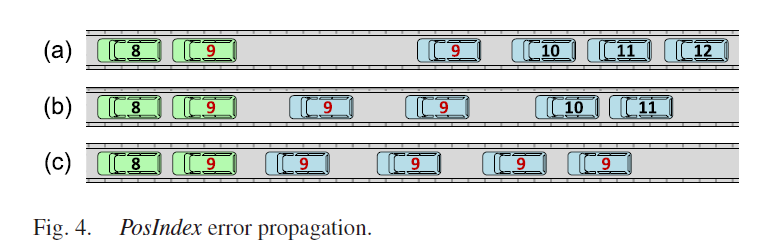 (a) 8 9 9 10 11 12
(b) 8 9 9 9 10 11
(c) 8 9 9 9 9 9
Fig. 4. PosIndex error propagation.